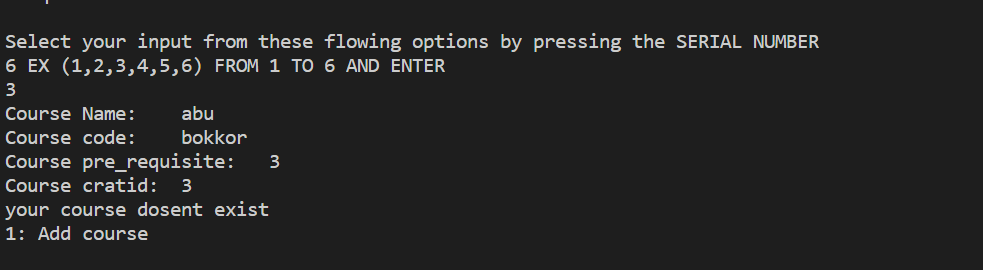 Select your input from these flowing options by pressing the SERIAL NUMBER
6 EX (1,2,3,4,5,6) FROM 1 TO 6 AND ENTER
3
Course Name:    abu
Course code:    bokkor
Course pre_requisite:   3
Course cratid:  3
your course dosent exist
1: Add course